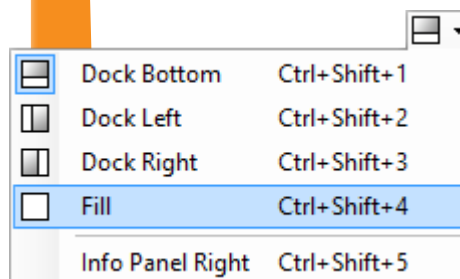 Dock Bottom Ctrl+Shift+1
Dock Left Ctrl+Shift+2
Dock Right Ctrl+Shift+3
Fill Ctrl+Shift+4
Info Panel Right Ctrl+Shift+5